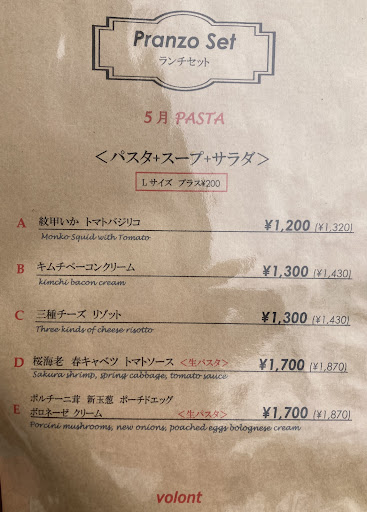 Pranzo Set
ランチセット
5月 PASTA
＜パスタ+スープ+サラダ＞
Lサイズ プラス¥200
A 紋甲いか トマトバジリコ ¥1,200 (¥1,320)
Monko Squid with Tomato
B キムチベーコンクリーム ¥1,300 (¥1,430)
kimchi bacon cream
C 三種チーズ リゾット ¥1,300 (¥1,430)
Three kinds of cheese risotto
D 桜海老 春キャベツ トマトソース ＜生パスタ＞ ¥1,700 (¥1,870)
Sakura shrimp, spring cabbage, tomato sauce
E ポルチーニ茸 新玉葱 ポーチドエッグ
ボロネーゼ クリーム ＜生パスタ＞ ¥1,700 (¥1,870)
Porcini mushrooms, new onions, poached eggs bolognese cream
volont